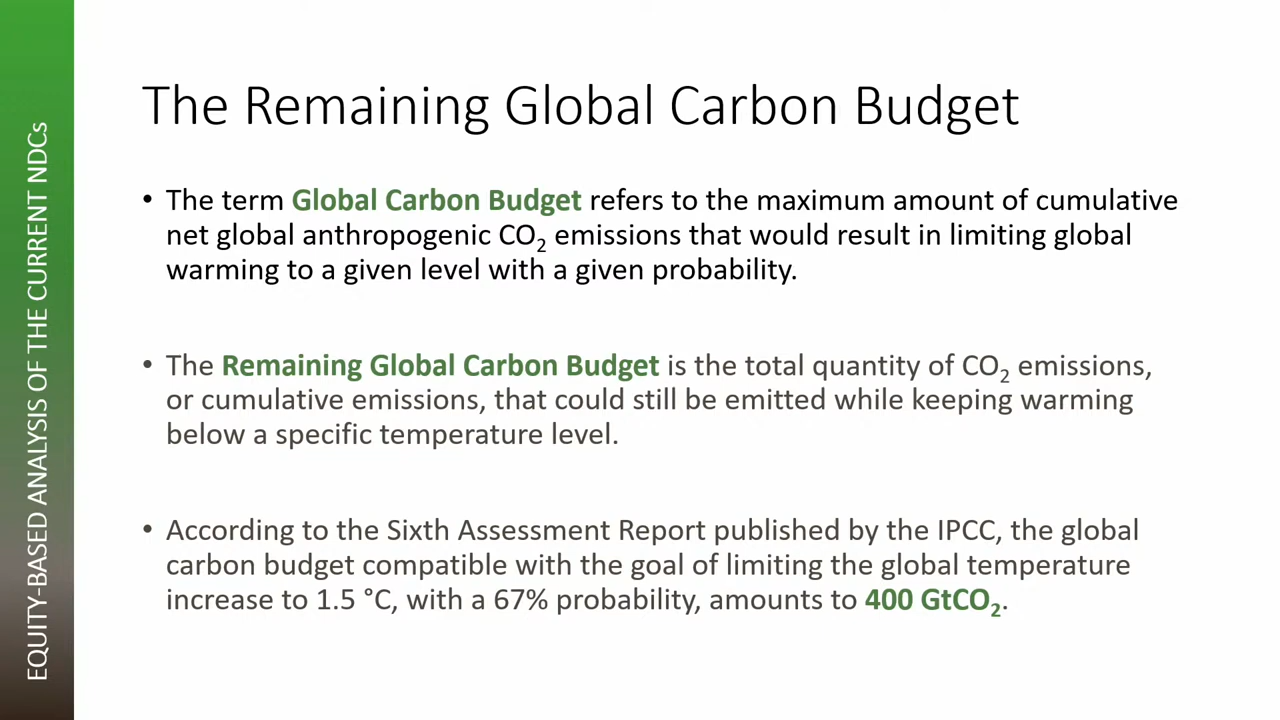 EQUITY-BASED ANALYSIS OF THE CURRENT NDCs
The Remaining Global Carbon Budget
• The term Global Carbon Budget refers to the maximum amount of cumulative
net global anthropogenic CO₂ emissions that would result in limiting global
warming to a given level with a given probability.
• The Remaining Global Carbon Budget is the total quantity of CO₂ emissions,
or cumulative emissions, that could still be emitted while keeping warming
below a specific temperature level.
• According to the Sixth Assessment Report published by the IPCC, the global
carbon budget compatible with the goal of limiting the global temperature
increase to 1.5 °C, with a 67% probability, amounts to 400 GtCO₂.